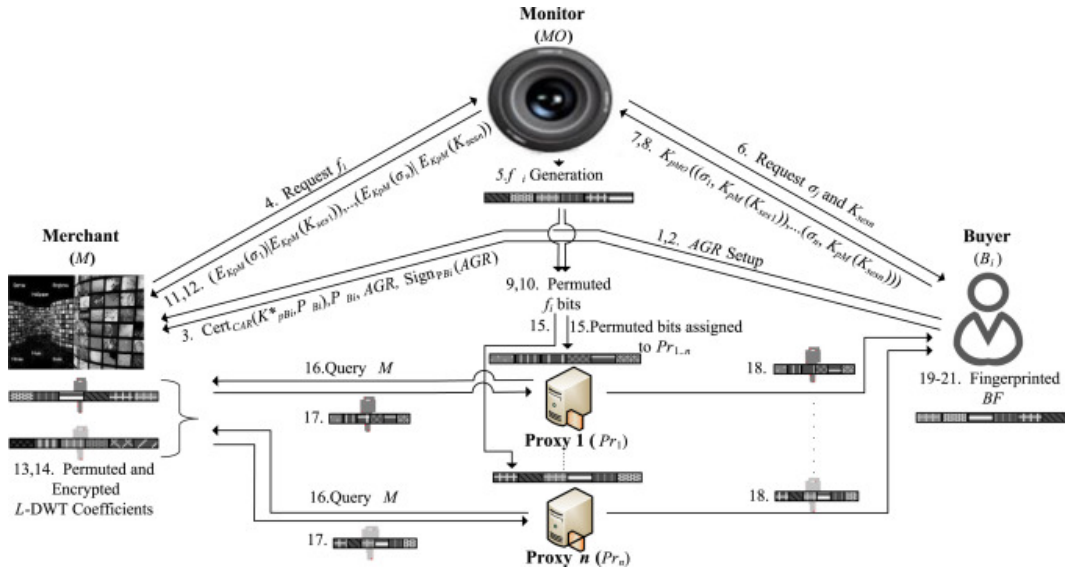 Monitor
(MO)
4. Request f_i
11,12. (E_KpM(σ_1)|E_KpM(K_ses1)),...,(E_KpM(σ_n)| E_KpM(K_sesn))
5.f_i Generation
6. Request σ_j and K_sesn
7,8. K_pMO((σ_1, K_pM(K_ses1)),...(σ_n, K_pM(K_sesn)))
Merchant
(M)
Buyer
(B_i)
1,2. AGR Setup
3. Cert_CAR(K*_pBi,P_Bi),P_Bi, AGR, Sign_PBi(AGR)
9,10. Permuted
f_i bits
15.
15.Permuted bits assigned
to Pr_1..n
16.Query M
17.
18.
Proxy 1 (Pr_1)
19-21. Fingerprinted
BF
13,14. Permuted and
Encrypted
L-DWT Coefficients
16.Query M
17.
18.
Proxy n (Pr_n)